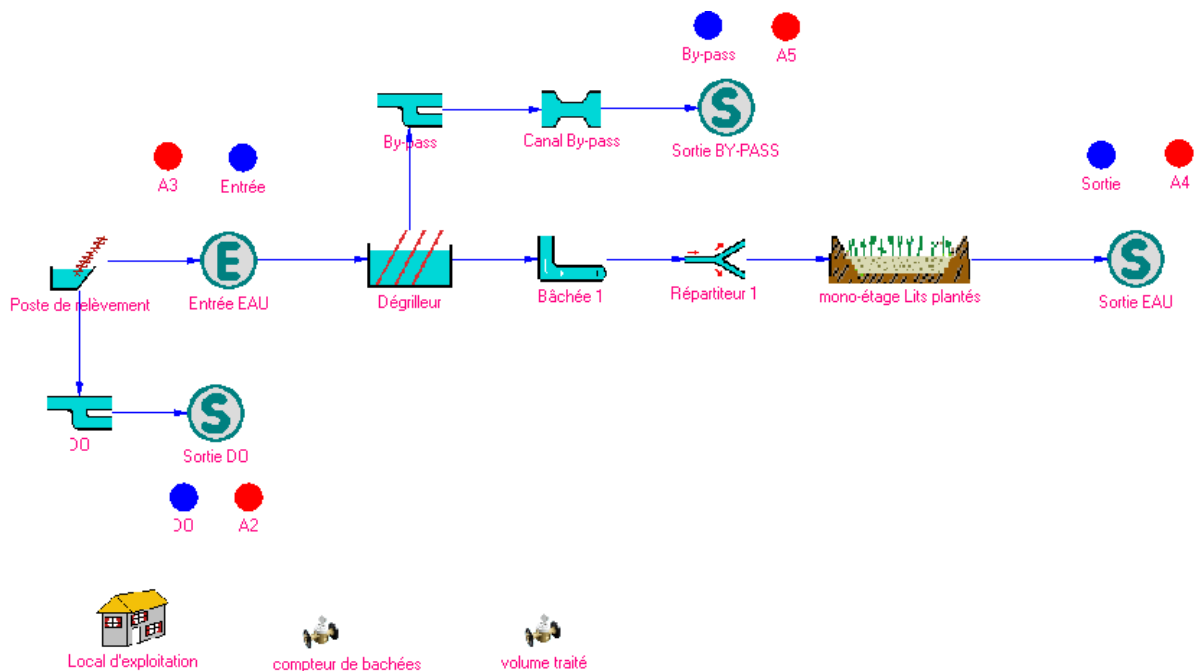 By-pass
A5
By-pass
Canal By-pass
Sortie BY-PASS
A3
Entrée
Sortie
A4
E
S
S
S
Poste de relèvement
Entrée EAU
Dégrilleur
Bâchée 1
Répartiteur 1
mono-étage Lits plantés
Sortie EAU
DO
Sortie DO
DO
A2
Local d'exploitation
compteur de bachées
volume traité